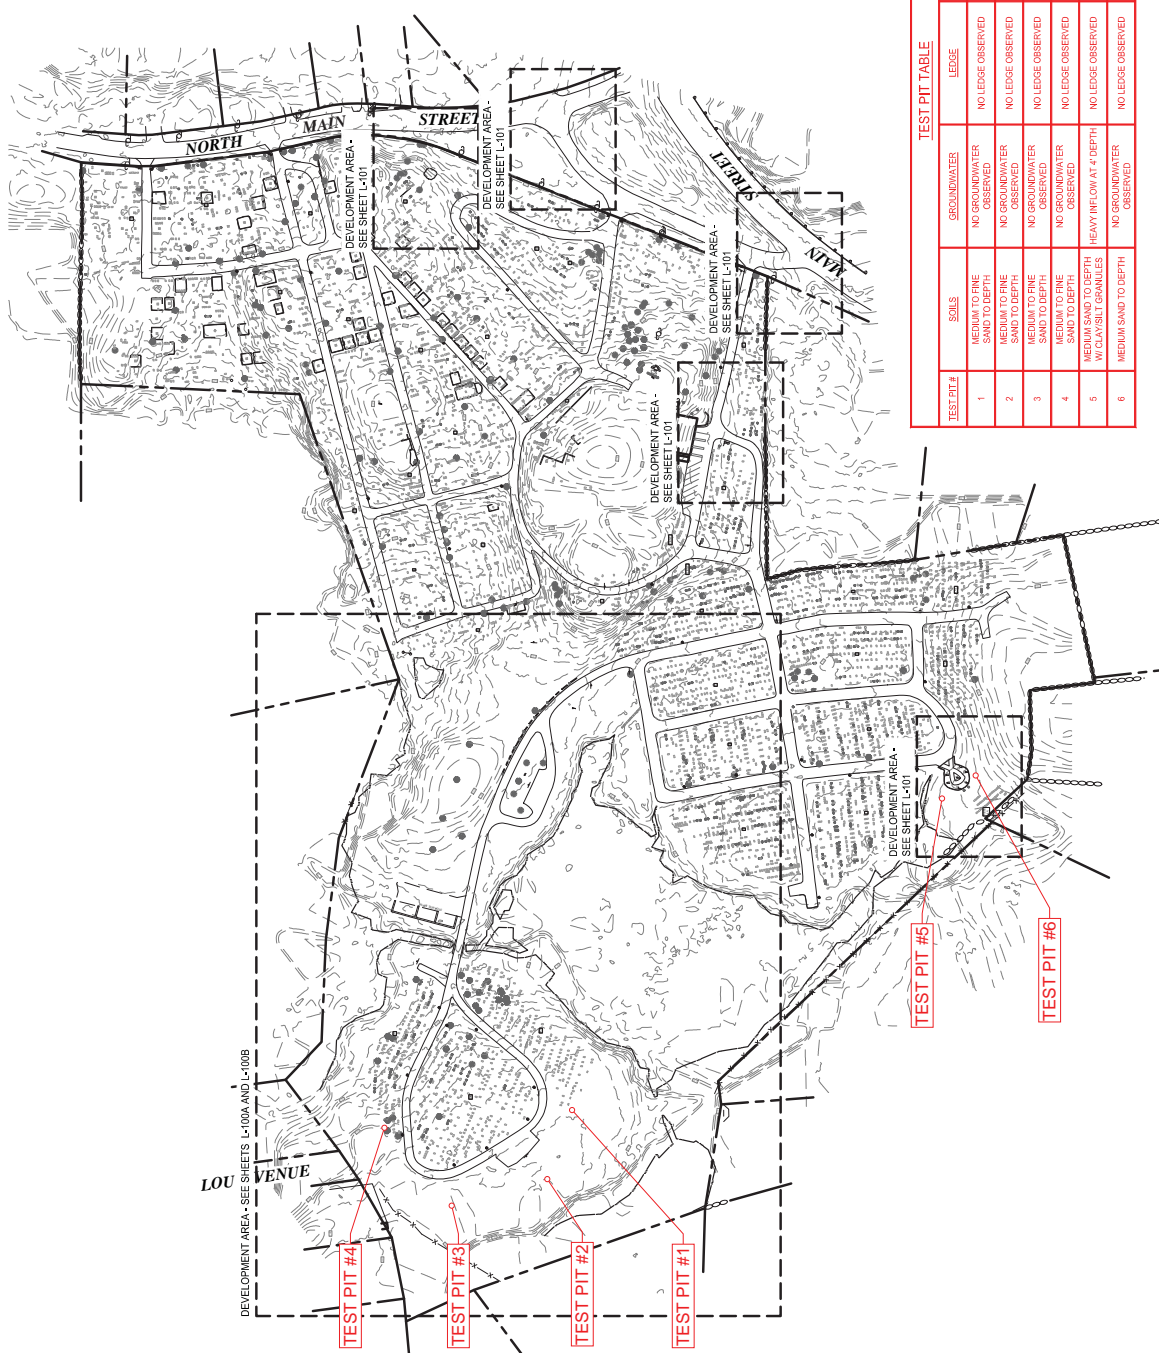 NORTH
MAIN
STREET
DEVELOPMENT AREA -
SEE SHEET L-101
DEVELOPMENT AREA -
SEE SHEET L-101
DEVELOPMENT AREA -
SEE SHEET L-101
MAIN
STREET
DEVELOPMENT AREA -
SEE SHEET L-101
DEVELOPMENT AREA -
SEE SHEET L-101
DEVELOPMENT AREA - SEE SHEETS L-100A AND L-100B
LOU VENUE
TEST PIT #4
TEST PIT #3
TEST PIT #2
TEST PIT #1
TEST PIT #5
TEST PIT #6
TEST PIT TABLE
TEST PIT # SOILS GROUNDWATER LEDGE
1 MEDIUM TO FINE SAND TO DEPTH NO GROUNDWATER OBSERVED NO LEDGE OBSERVED
2 MEDIUM TO FINE SAND TO DEPTH NO GROUNDWATER OBSERVED NO LEDGE OBSERVED
3 MEDIUM TO FINE SAND TO DEPTH NO GROUNDWATER OBSERVED NO LEDGE OBSERVED
4 MEDIUM TO FINE SAND TO DEPTH NO GROUNDWATER OBSERVED NO LEDGE OBSERVED
5 MEDIUM SAND TO DEPTH W/ CLAY/SILT GRANULES HEAVY INFLOW AT 4' DEPTH NO LEDGE OBSERVED
6 MEDIUM SAND TO DEPTH NO GROUNDWATER OBSERVED NO LEDGE OBSERVED